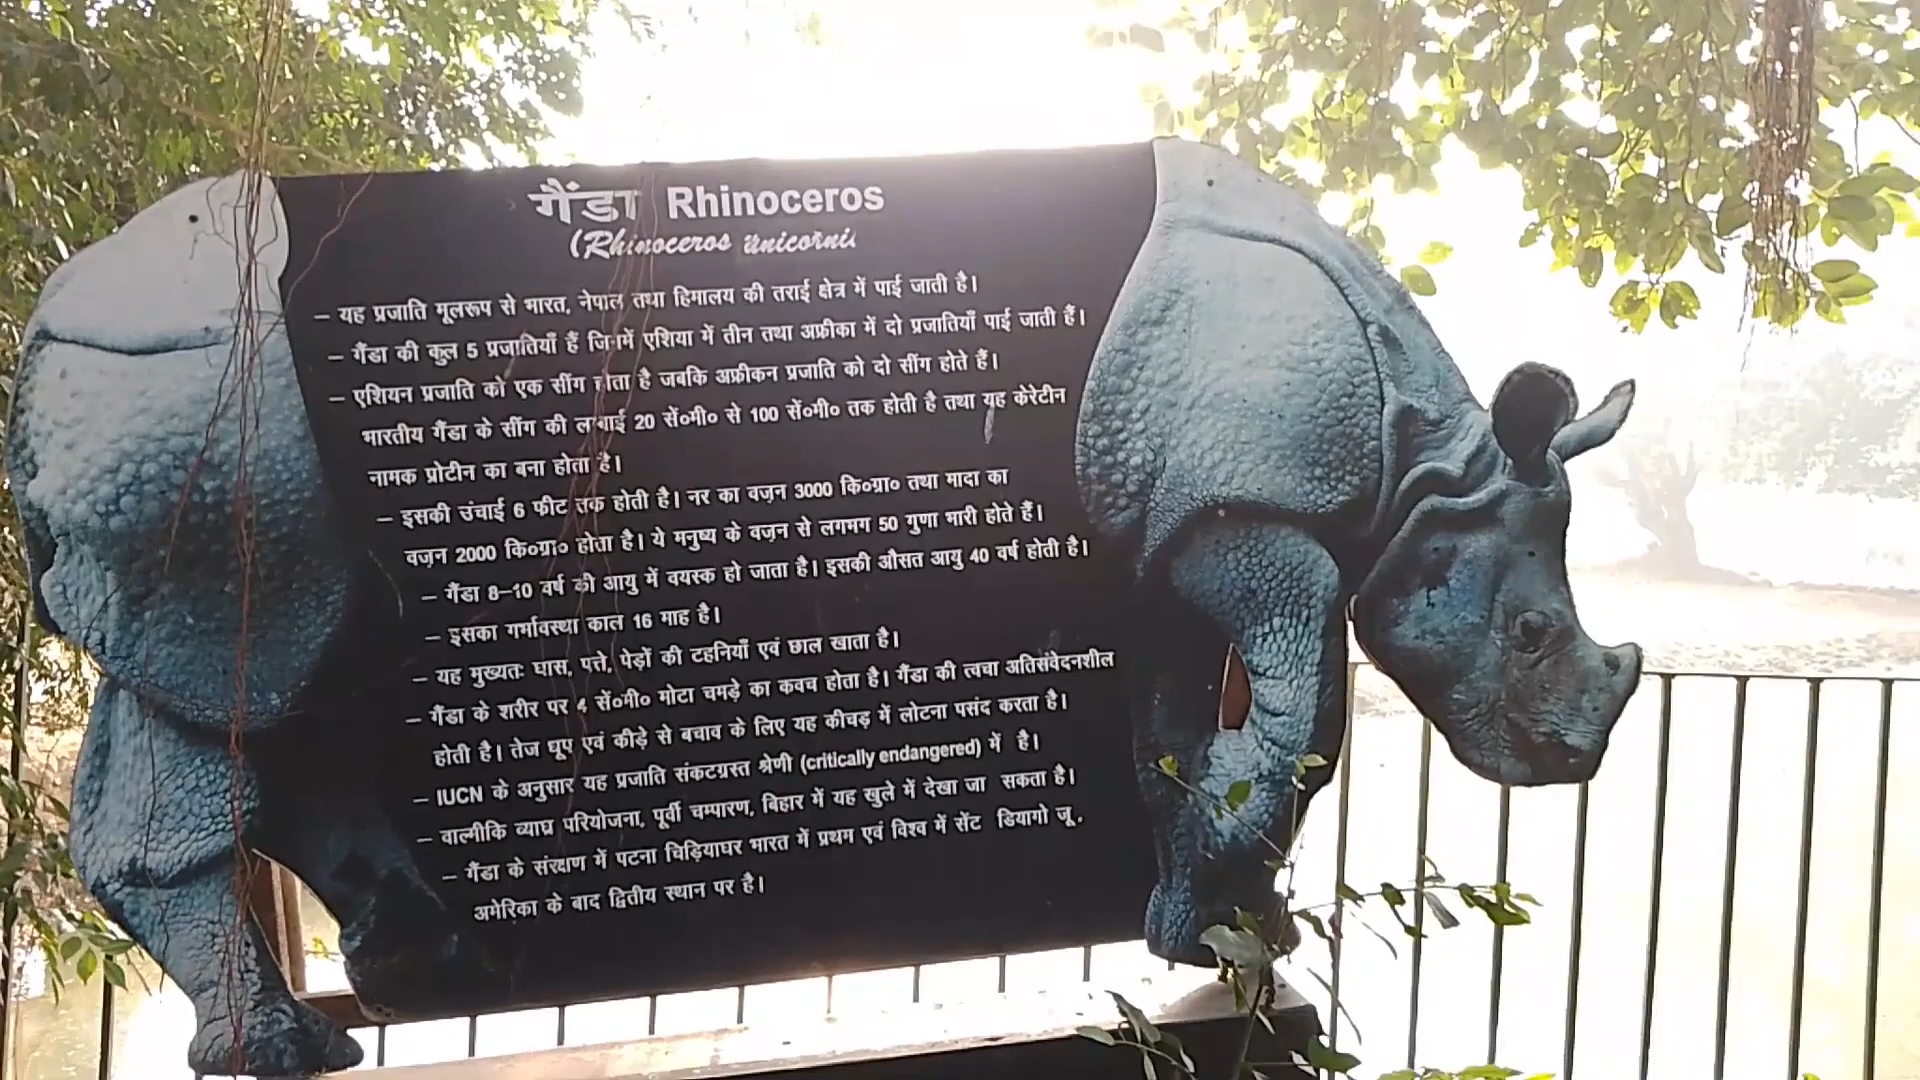 गैंडा Rhinoceros
(Rhinoceros unicorni
– यह प्रजाति मूलरूप से भारत, नेपाल तथा हिमालय की तराई क्षेत्र में पाई जाती है।
– गैंडा की कुल 5 प्रजातियाँ हैं जिनमें एशिया में तीन तथा अफ्रीका में दो प्रजातियाँ पाई जाती हैं।
– एशियन प्रजाति को एक सींग होता है जबकि अफ्रीकन प्रजाति को दो सींग होते हैं।
भारतीय गैंडा के सींग की लम्बाई 20 सें०मी० से 100 सें०मी० तक होती है तथा यह केरेटीन
नामक प्रोटीन का बना होता है।
– इसकी उंचाई 6 फीट तक होती है। नर का वज़न 3000 कि०ग्रा० तथा मादा का
वज़न 2000 कि०ग्रा० होता है। ये मनुष्य के वज़न से लगभग 50 गुणा भारी होते हैं।
– गैंडा 8–10 वर्ष की आयु में वयस्क हो जाता है। इसकी औसत आयु 40 वर्ष होती है।
– इसका गर्भावस्था काल 16 माह है।
– यह मुख्यतः घास, पत्ते, पेड़ों की टहनियाँ एवं छाल खाता है।
– गैंडा के शरीर पर 4 सें०मी० मोटा चमड़े का कवच होता है। गैंडा की त्वचा अतिसंवेदनशील
होती है। तेज धूप एवं कीड़े से बचाव के लिए यह कीचड़ में लोटना पसंद करता है।
– IUCN के अनुसार यह प्रजाति संकटग्रस्त श्रेणी (critically endangered) में है।
– वाल्मीकि व्याघ्र परियोजना, पूर्वी चम्पारण, बिहार में यह खुले में देखा जा सकता है।
– गैंडा के संरक्षण में पटना चिड़ियाघर भारत में प्रथम एवं विश्व में सेंट डियागो जू.
अमेरिका के बाद द्वितीय स्थान पर है।